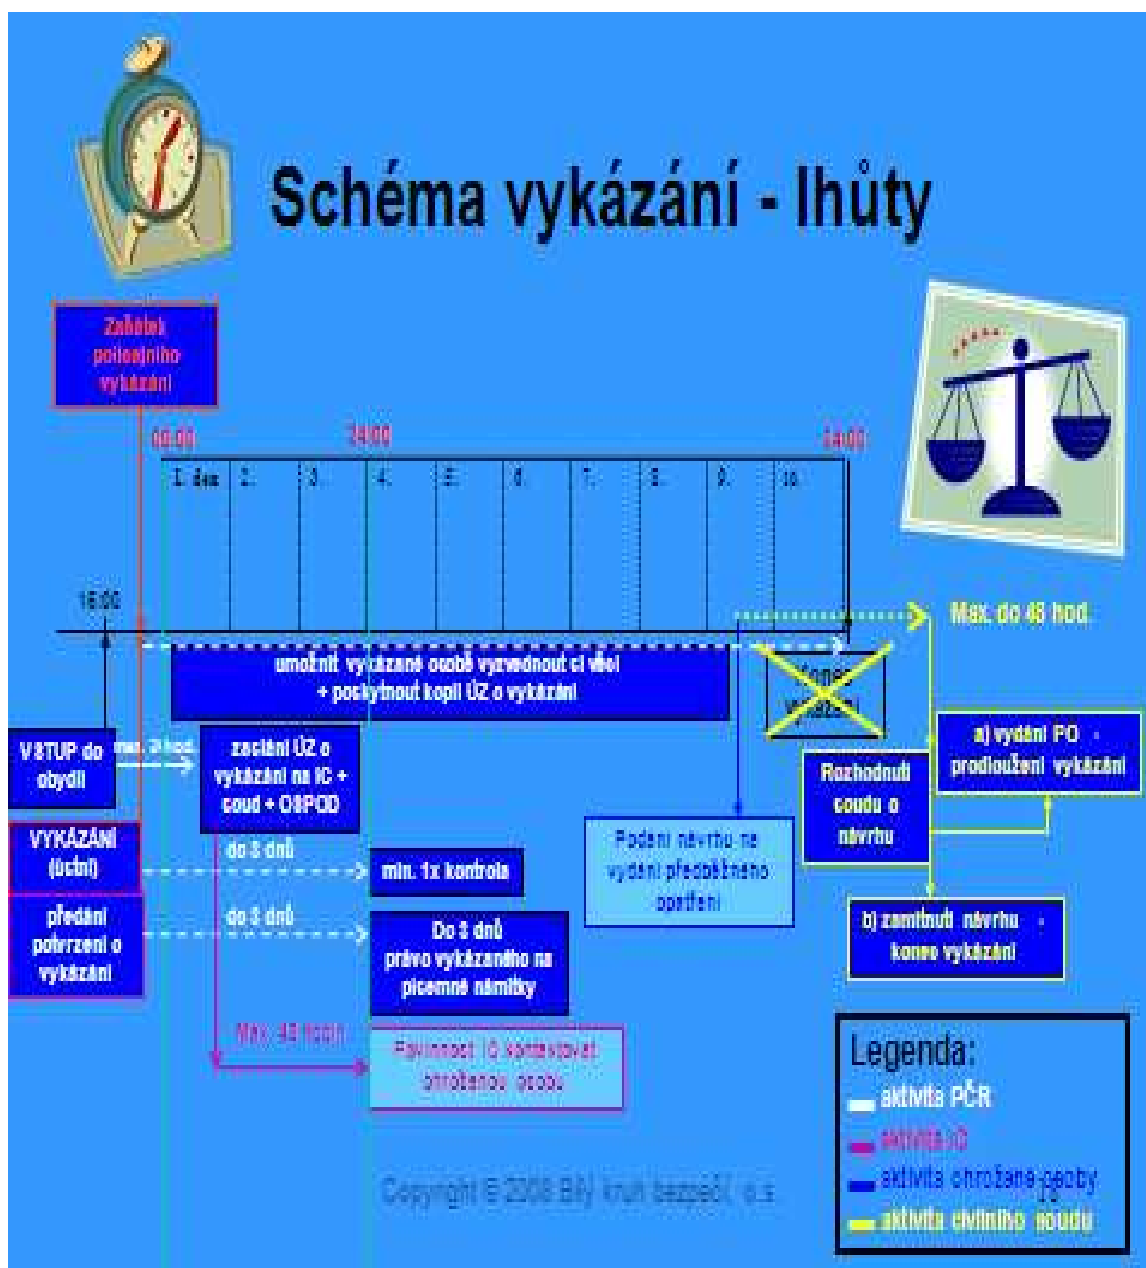 Schéma vykázání - lhůty
Začátek
policejního
vykázání
00:00
24:00
24:00
1. den
2.
3.
4.
5.
6.
7.
8.
9.
10.
16:00
Max. do 48 hod.
umožnit vykázané osobě vyzvednout si věci
+ poskytnout kopii ÚZ o vykázání
Konec
vykázání
VSTUP do
obydlí
max. hod.
zaslání ÚZ o
vykázání na IC +
soud + OSPOD
a) vydání PO -
prodloužení vykázání
Rozhodnutí
soudu o
návrhu
VYKÁZÁNÍ
(ústní)
do 3 dnů
min. 1x kontrola
Podání návrhu na
vydání předběžného
opatření
předání
potvrzení o
vykázání
do 3 dnů
Do 3 dnů
právo vykázaného na
písemné námitky
b) zamítnutí návrhu -
konec vykázání
Max. 48 hodin
Povinnost IC kontaktovat
ohroženou osobu
Legenda:
aktivita PČR
aktivita IC
aktivita ohrožené osoby
aktivita civilního soudu
Copyright © 2008 Bílý kruh bezpečí, o.s.